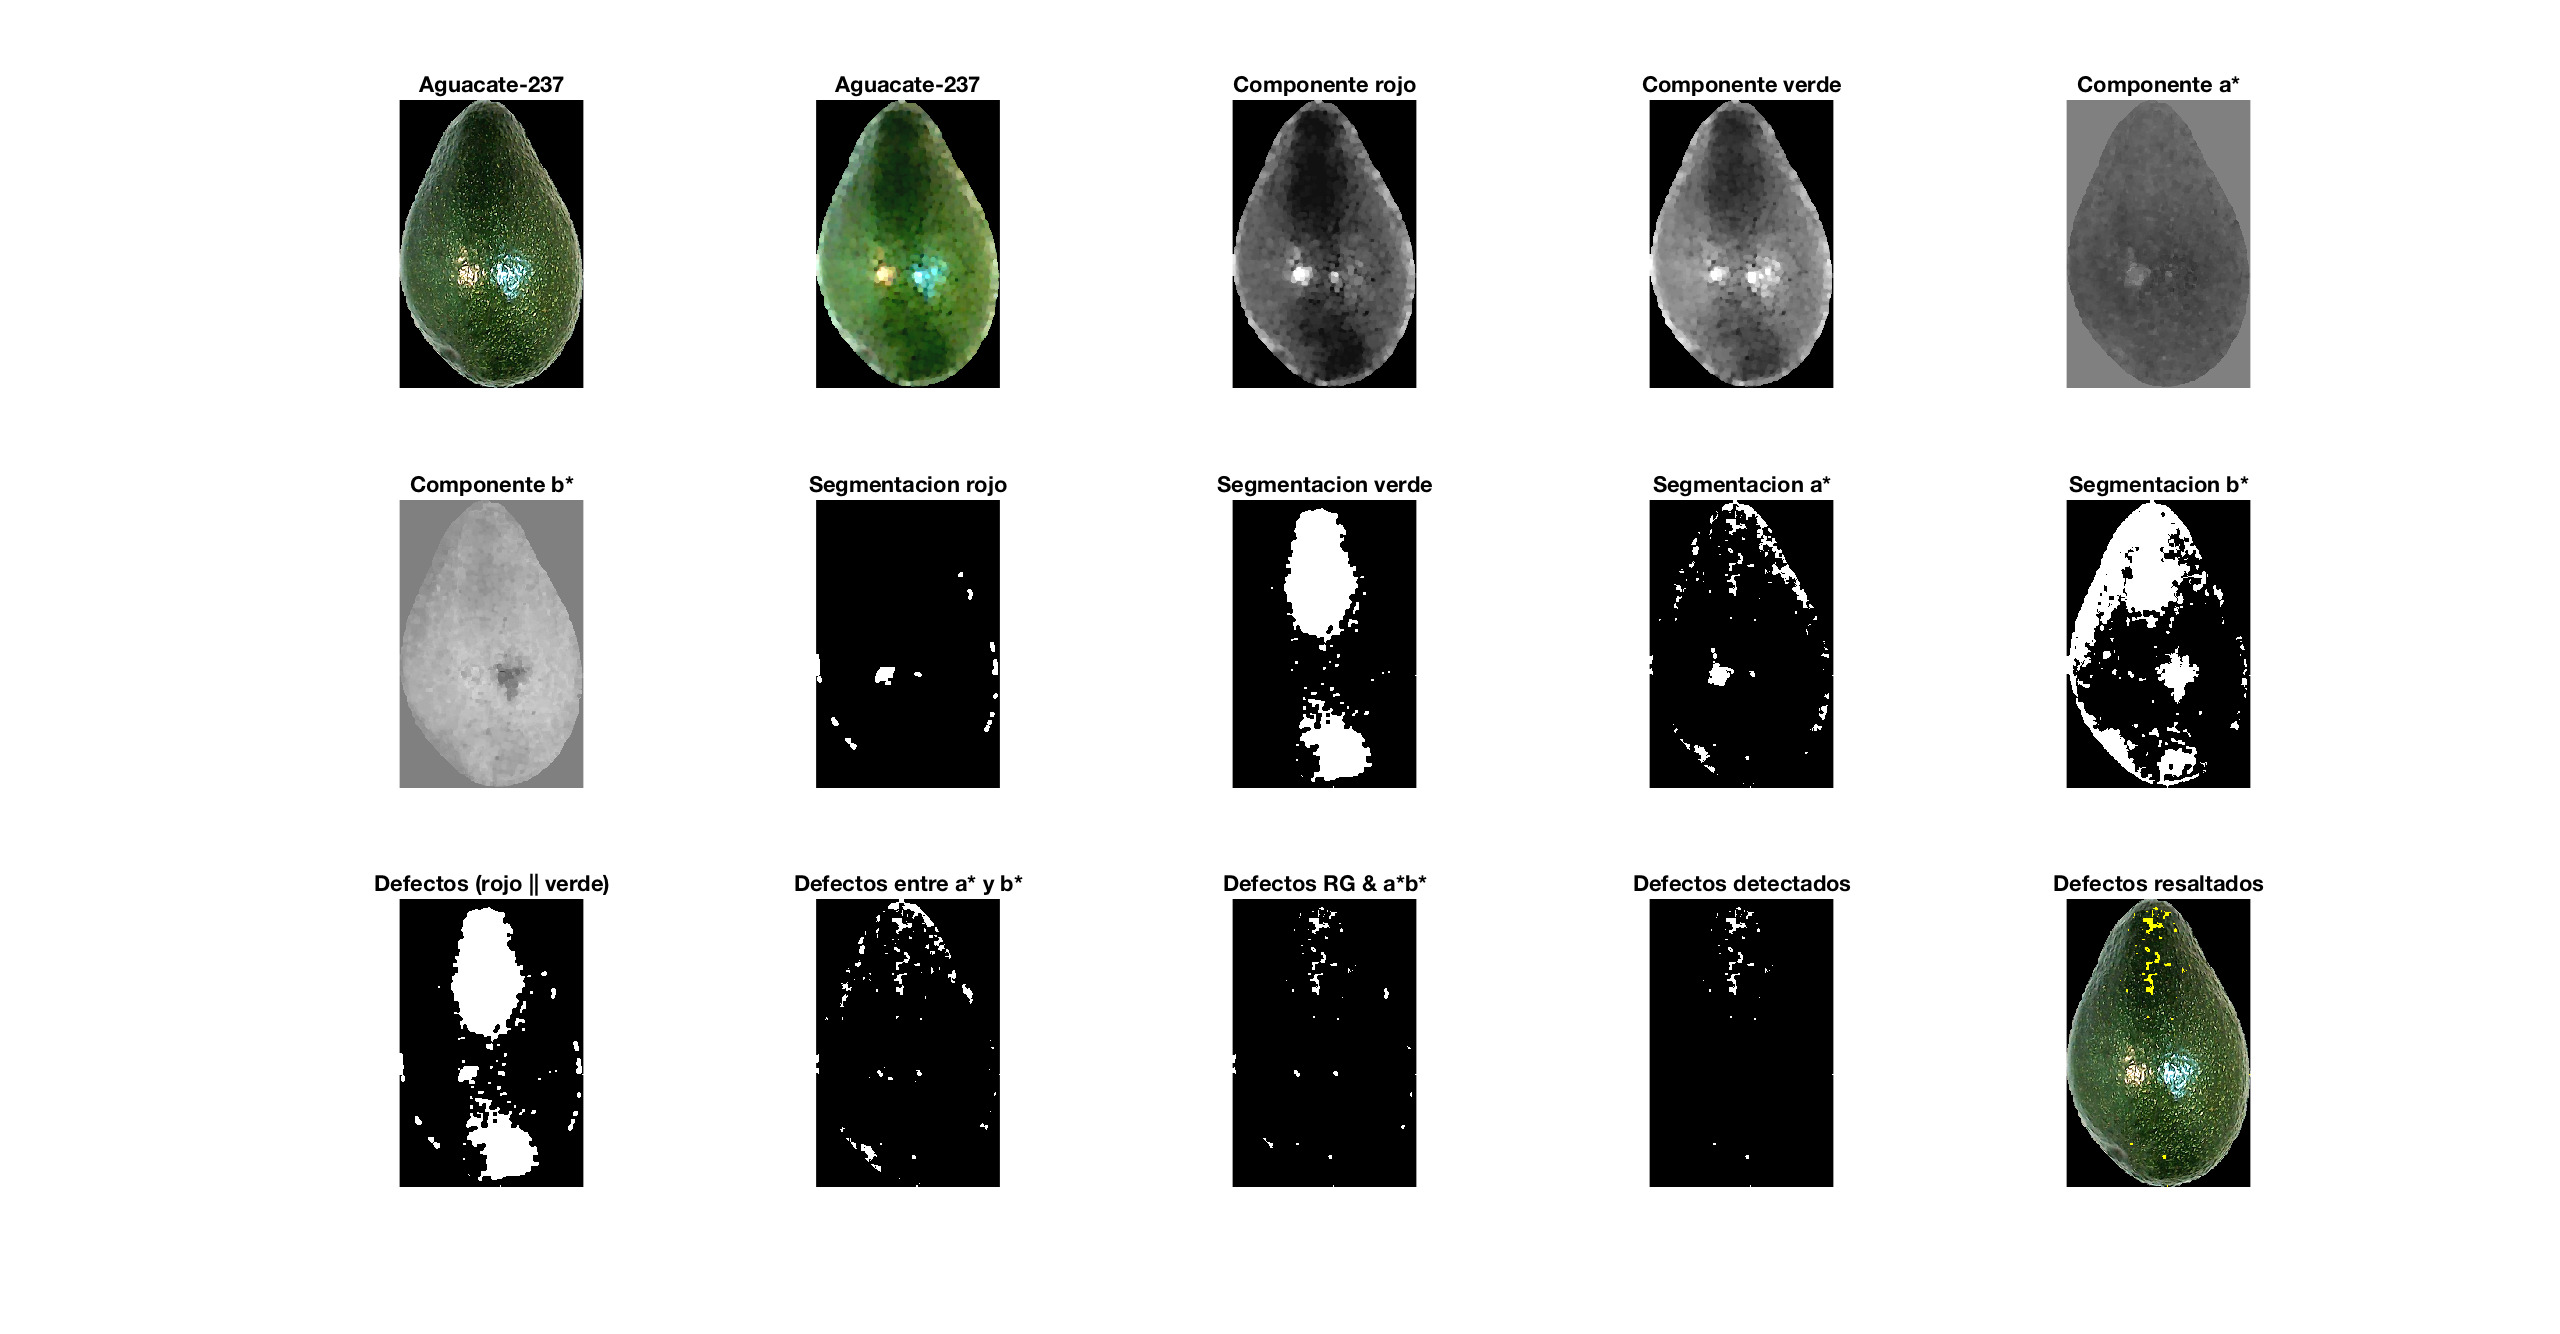 Aguacate-237
Aguacate-237
Componente rojo
Componente verde
Componente a*
Componente b*
Segmentacion rojo
Segmentacion verde
Segmentacion a*
Segmentacion b*
Defectos (rojo || verde)
Defectos entre a* y b*
Defectos RG & a*b*
Defectos detectados
Defectos resaltados